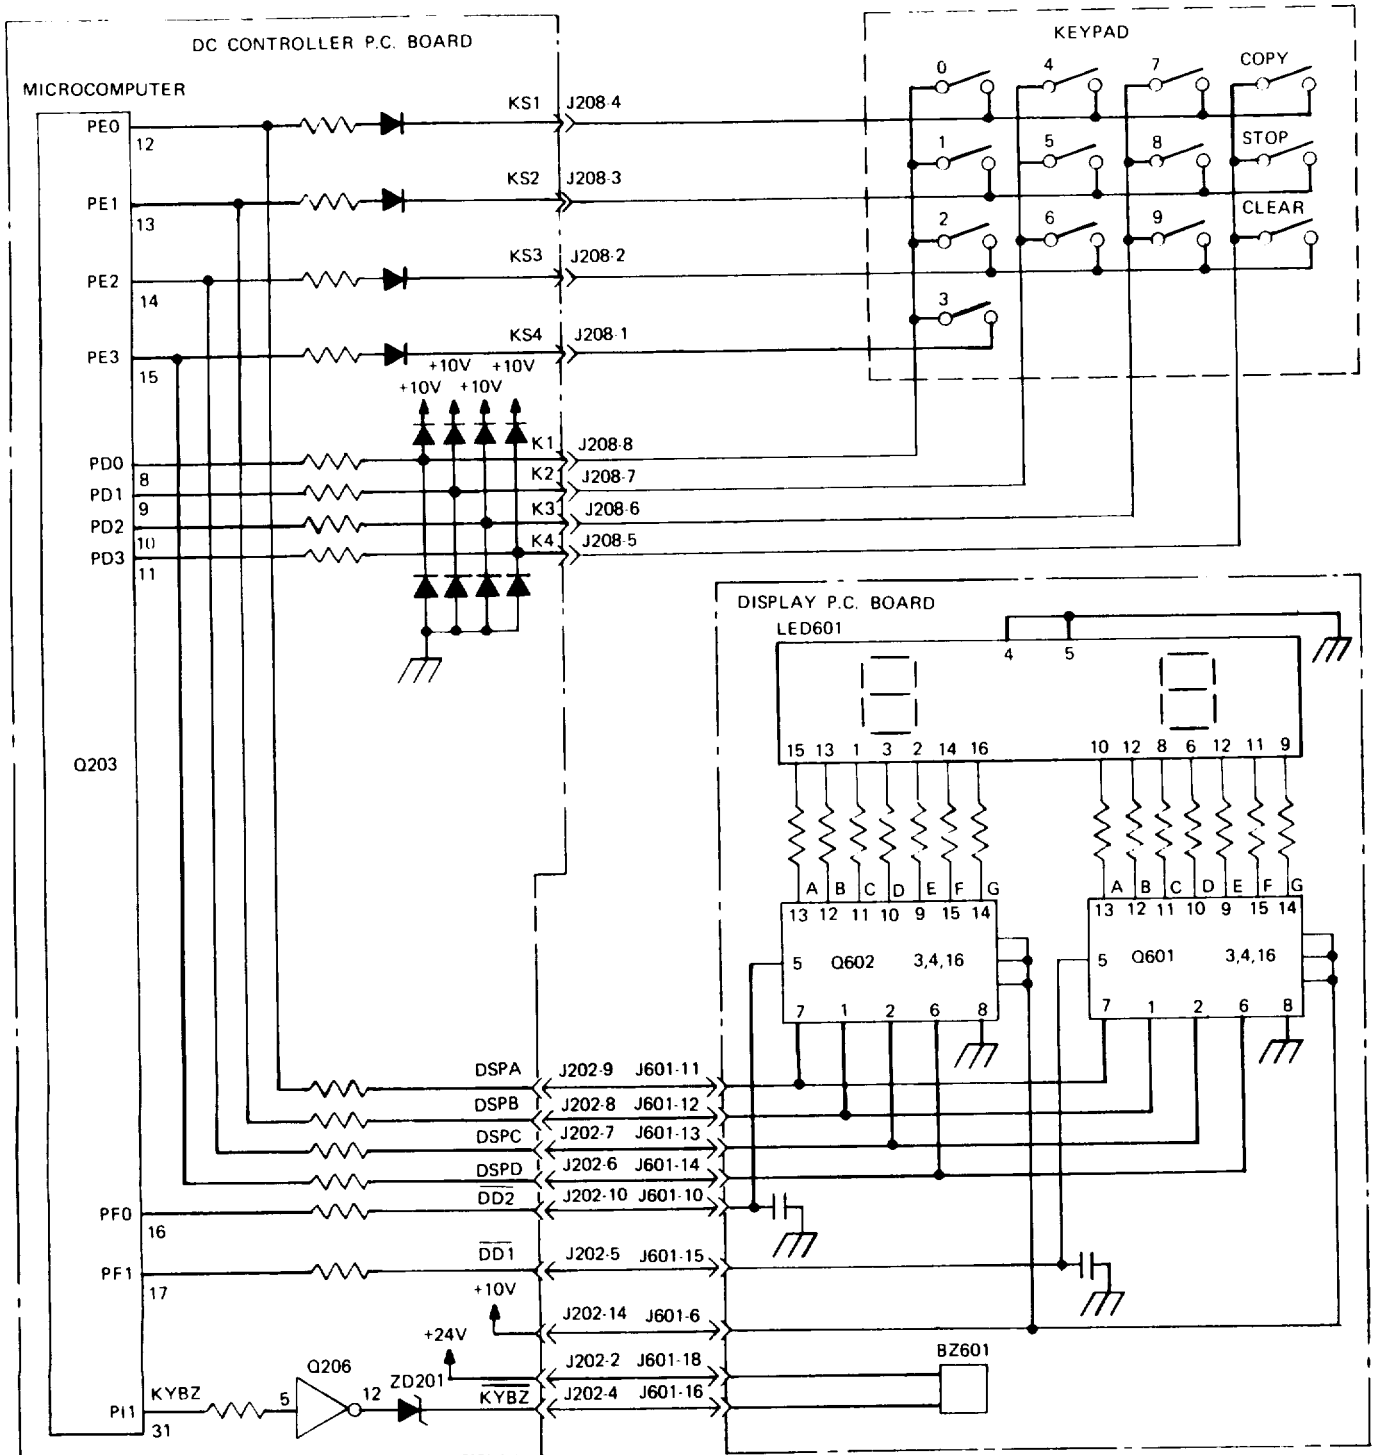 DC CONTROLLER P.C. BOARD
KEYPAD
MICROCOMPUTER
0 4 7 COPY
PE0 12 KS1 J208-4
1 5 8 STOP
PE1 13 KS2 J208-3
2 6 9 CLEAR
PE2 14 KS3 J208-2
3
PE3 15 KS4 J208-1
+10V +10V
+10V +10V
PD0 8 K1 J208-8
PD1 9 K2 J208-7
PD2 10 K3 J208-6
PD3 11 K4 J208-5
DISPLAY P.C. BOARD
LED601
4 5
Q203
15 13 1 3 2 14 16 10 12 8 6 12 11 9
A B C D E F G A B C D E F G
13 12 11 10 9 15 14 13 12 11 10 9 15 14
5 Q602 3,4,16 5 Q601 3,4,16
7 1 2 6 8 7 1 2 6 8
DSPA J202-9 J601-11
DSPB J202-8 J601-12
DSPC J202-7 J601-13
DSPD J202-6 J601-14
PF0 16 DD2 J202-10 J601-10
PF1 17 DD1 J202-5 J601-15
+10V J202-14 J601-6
+24V J202-2 J601-18 BZ601
Q206
PI1 31 KYBZ 5 12 ZD201 KYBZ J202-4 J601-16